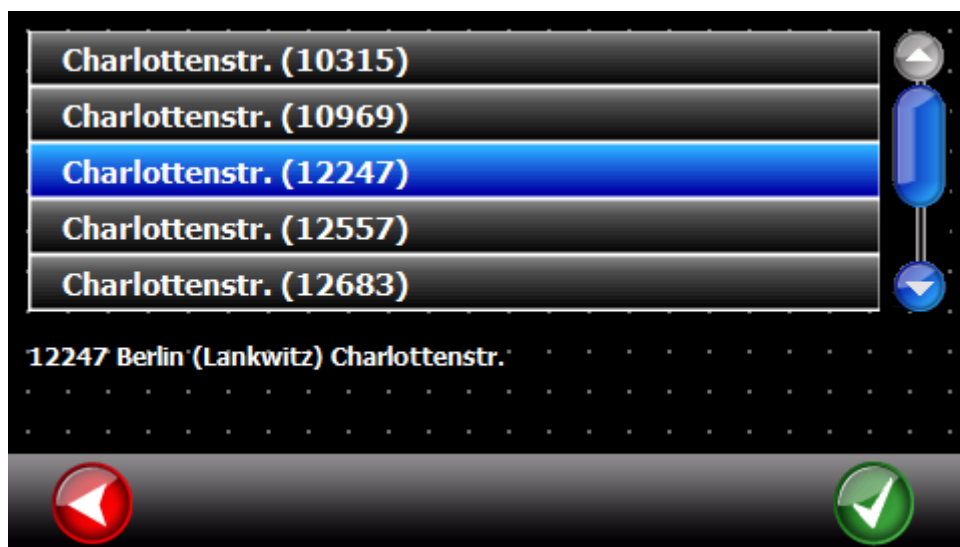 Charlottenstr. (10315)
Charlottenstr. (10969)
Charlottenstr. (12247)
Charlottenstr. (12557)
Charlottenstr. (12683)
12247 Berlin (Lankwitz) Charlottenstr.